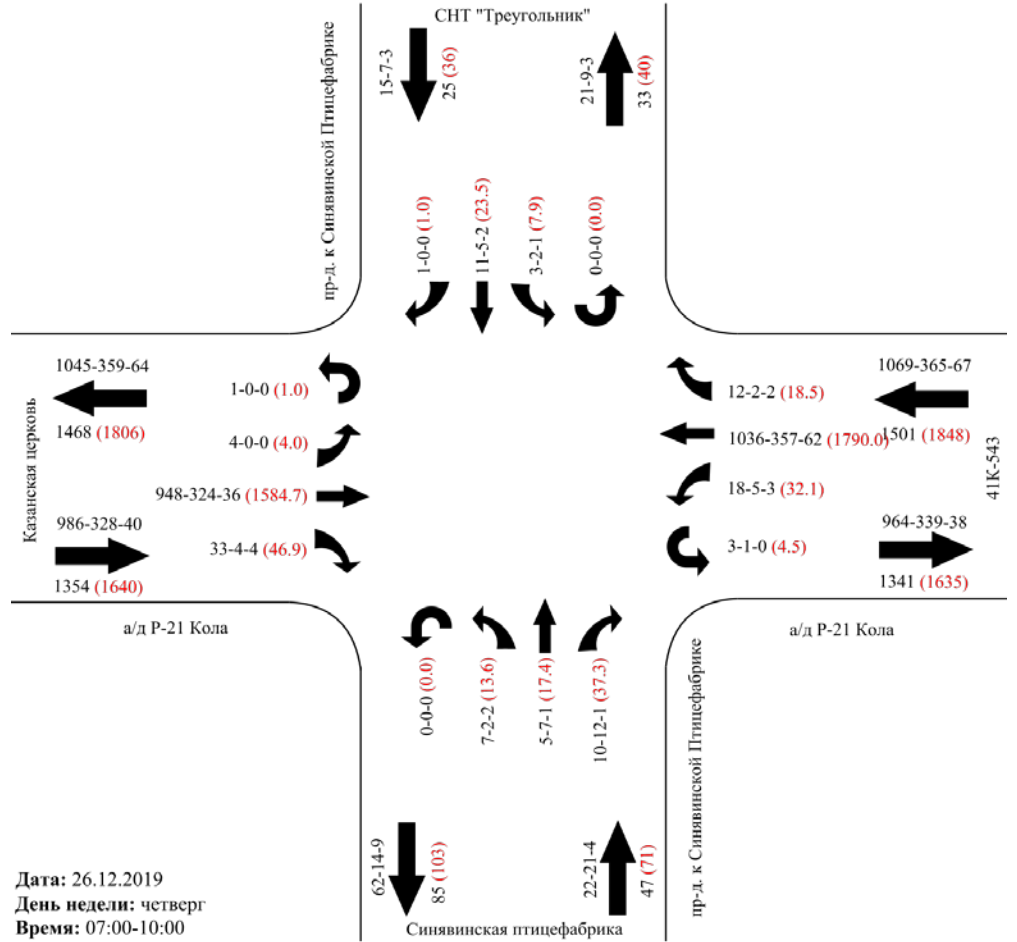 СНТ "Треугольник"
пр-д. к Синявинской Птицефабрике
15-7-3
25 (36)
21-9-3
33 (40)
1-0-0 (1.0)
11-5-2 (23.5)
3-2-1 (7.9)
0-0-0 (0.0)
1045-359-64
1468 (1806)
Казанская церковь
986-328-40
1354 (1640)
1-0-0 (1.0)
4-0-0 (4.0)
948-324-36 (1584.7)
33-4-4 (46.9)
12-2-2 (18.5)
1036-357-62 (1790.0)
18-5-3 (32.1)
3-1-0 (4.5)
1069-365-67
1501 (1848)
41К-543
964-339-38
1341 (1635)
а/д Р-21 Кола
а/д Р-21 Кола
0-0-0 (0.0)
7-2-2 (13.6)
5-7-1 (17.4)
10-12-1 (37.3)
пр-д. к Синявинской Птицефабрике
62-14-9
85 (103)
22-21-4
47 (71)
Синявинская птицефабрика
Дата: 26.12.2019
День недели: четверг
Время: 07:00-10:00